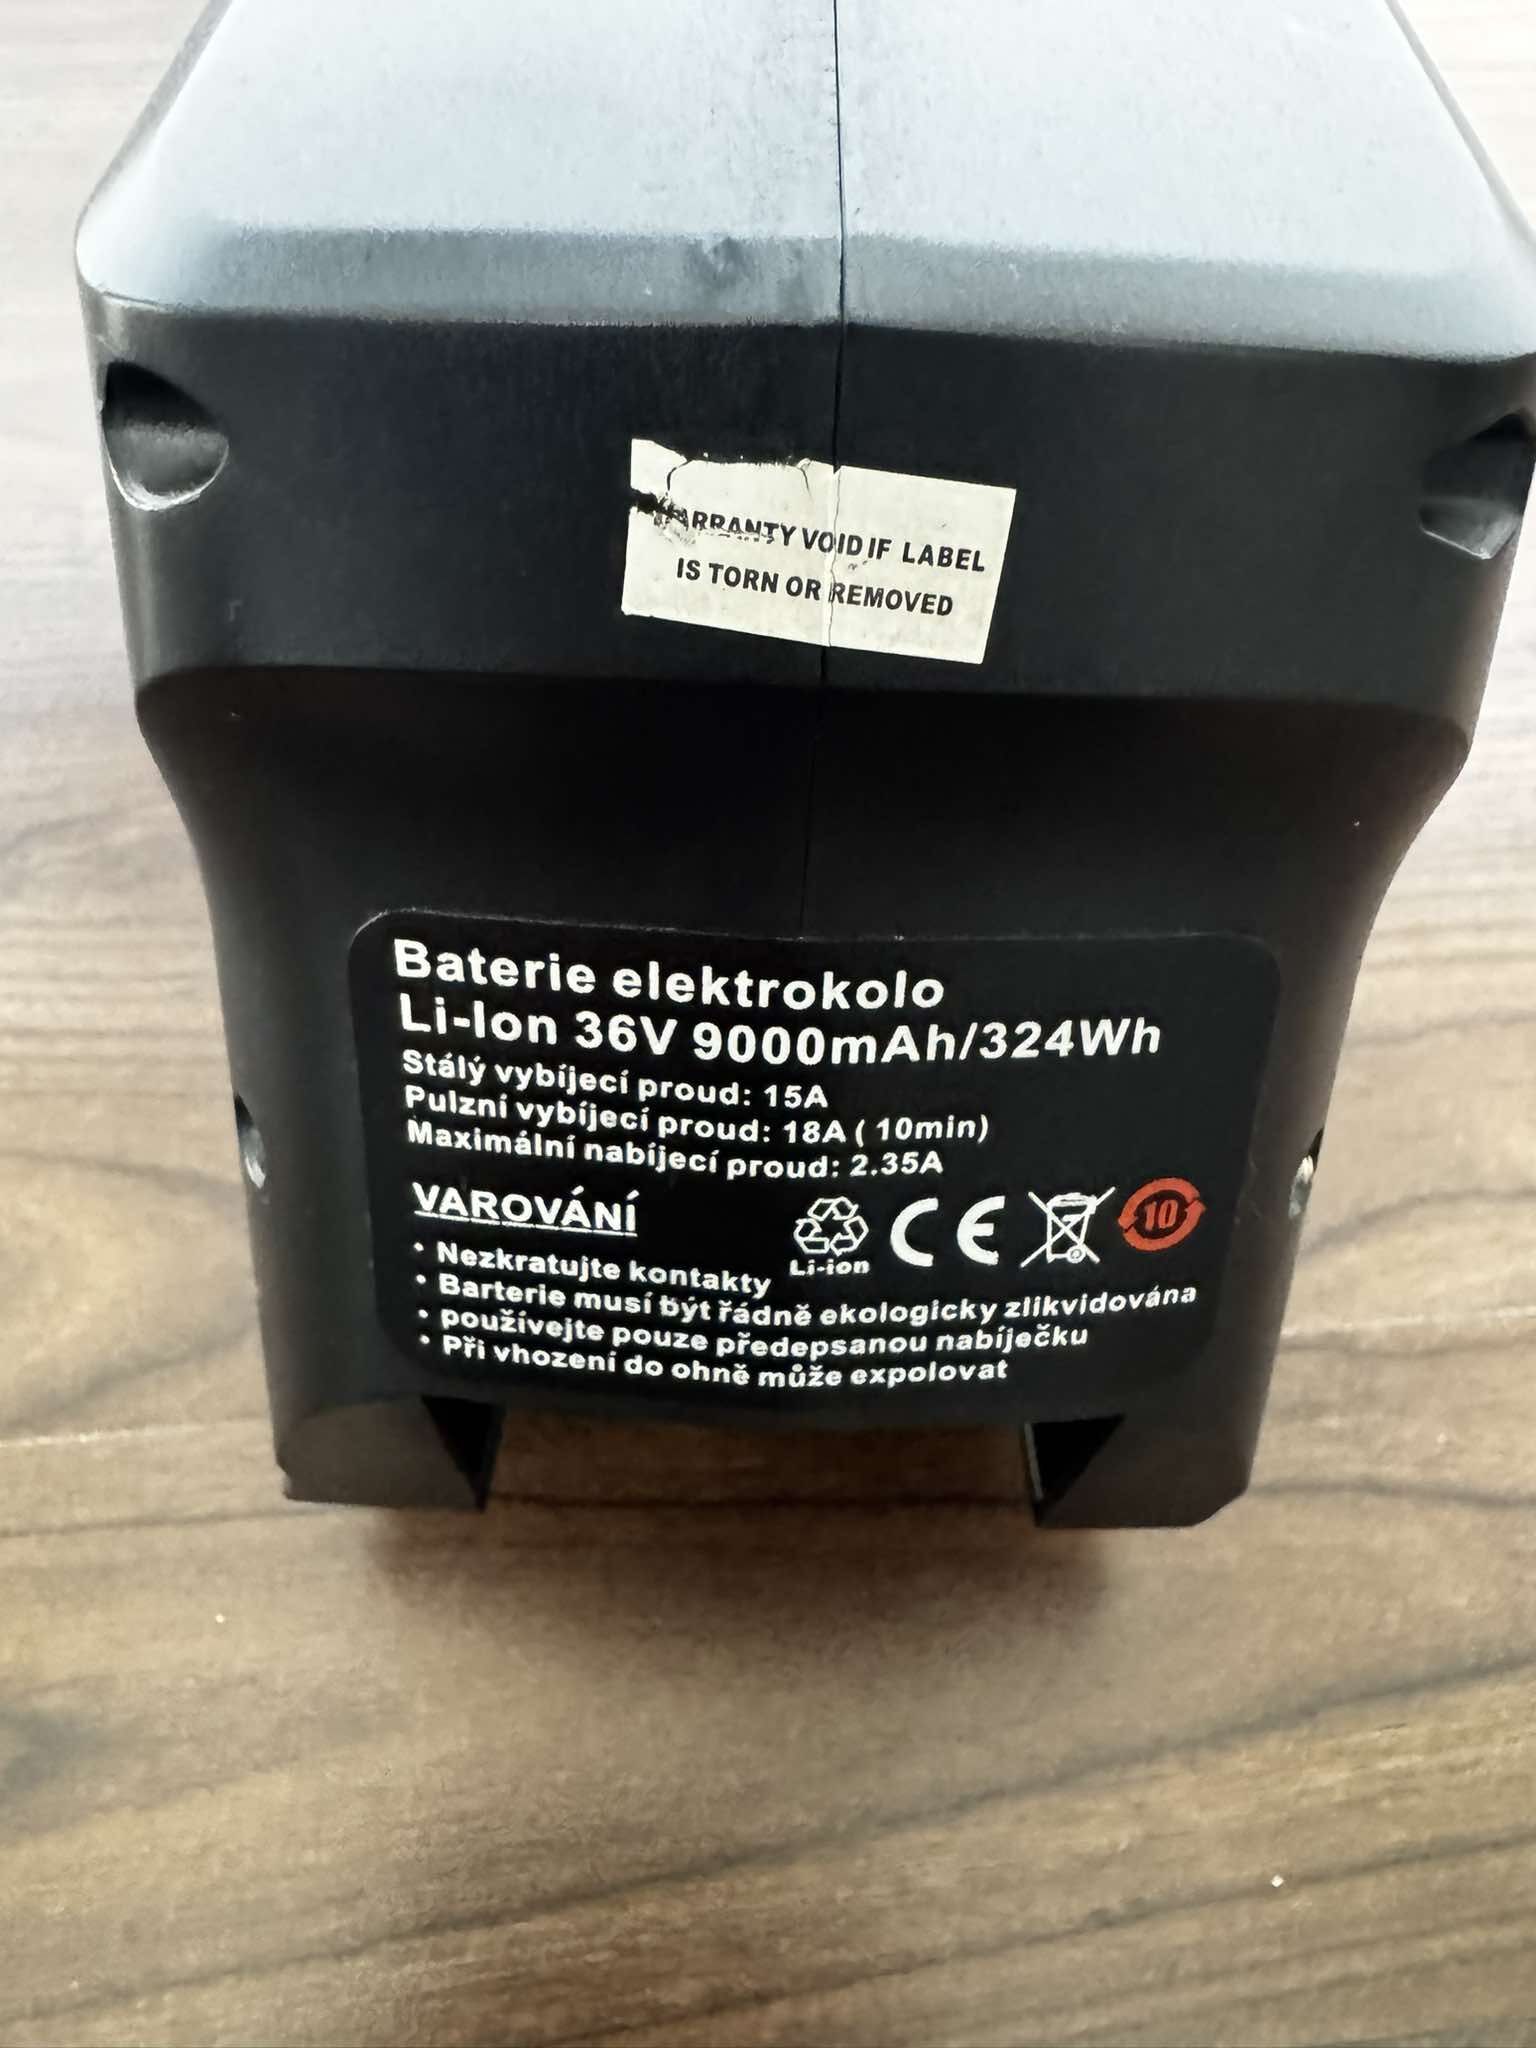 ARRANTY VOID IF LABEL
IS TORN OR REMOVED
Baterie elektrokolo
Li-Ion 36V 9000mAh/324Wh
Stálý vybíjecí proud: 15A
Pulzní vybíjecí proud: 18A ( 10min)
Maximální nabíjecí proud: 2.35A
VAROVÁNÍ
Li-ion
CE
10
• Nezkratujte kontakty
• Barterie musí být řádně ekologicky zlikvidována
• používejte pouze předepsanou nabíječku
• Při vhození do ohně může expolovat